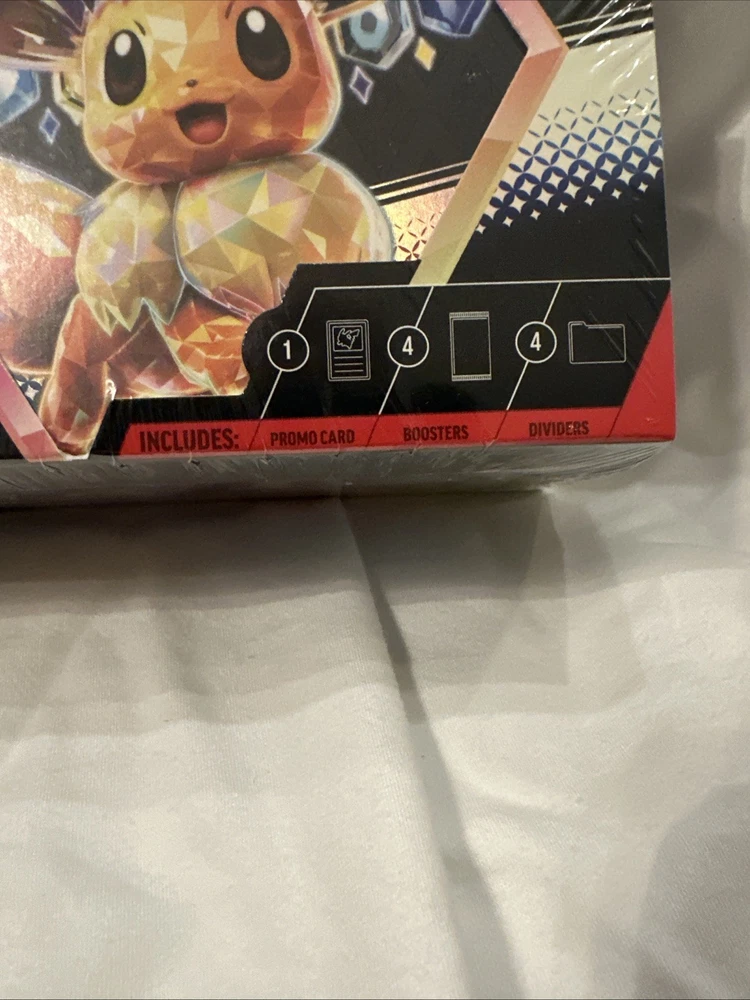 1 4 4
INCLUDES: PROMO CARD BOOSTERS DIVIDERS